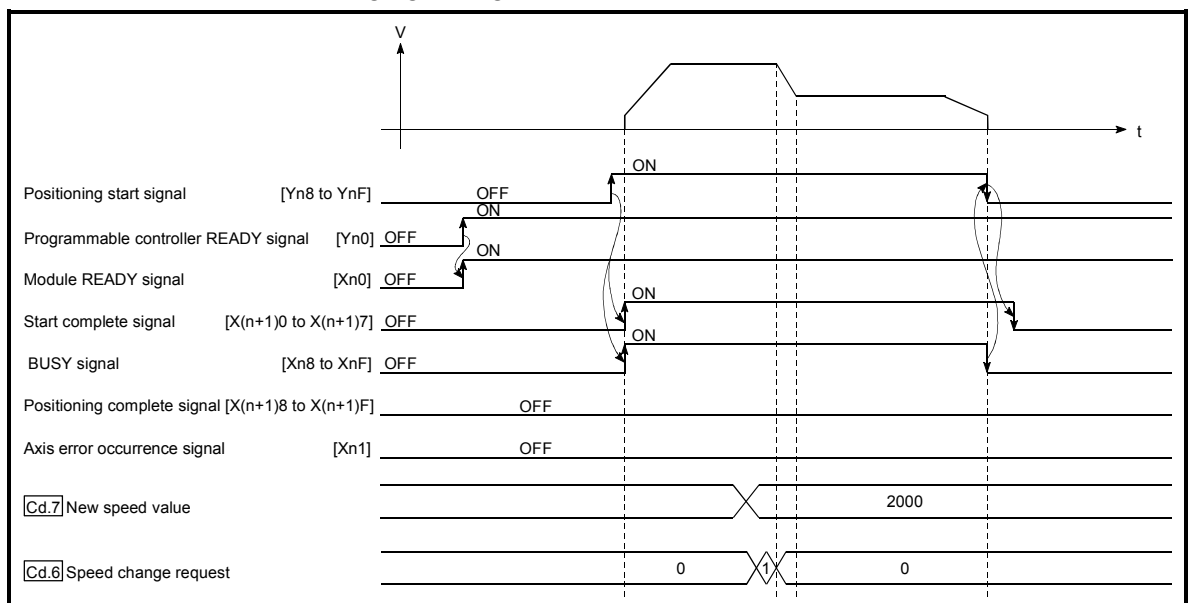 V
t
ON
Positioning start signal [Yn8 to YnF] OFF
ON
Programmable controller READY signal [Yn0] OFF
ON
Module READY signal [Xn0] OFF
ON
Start complete signal [X(n+1)0 to X(n+1)7] OFF
ON
BUSY signal [Xn8 to XnF] OFF
Positioning complete signal [X(n+1)8 to X(n+1)F] OFF
Axis error occurrence signal [Xn1] OFF
Cd.7 New speed value 2000
Cd.6 Speed change request 0 1 0